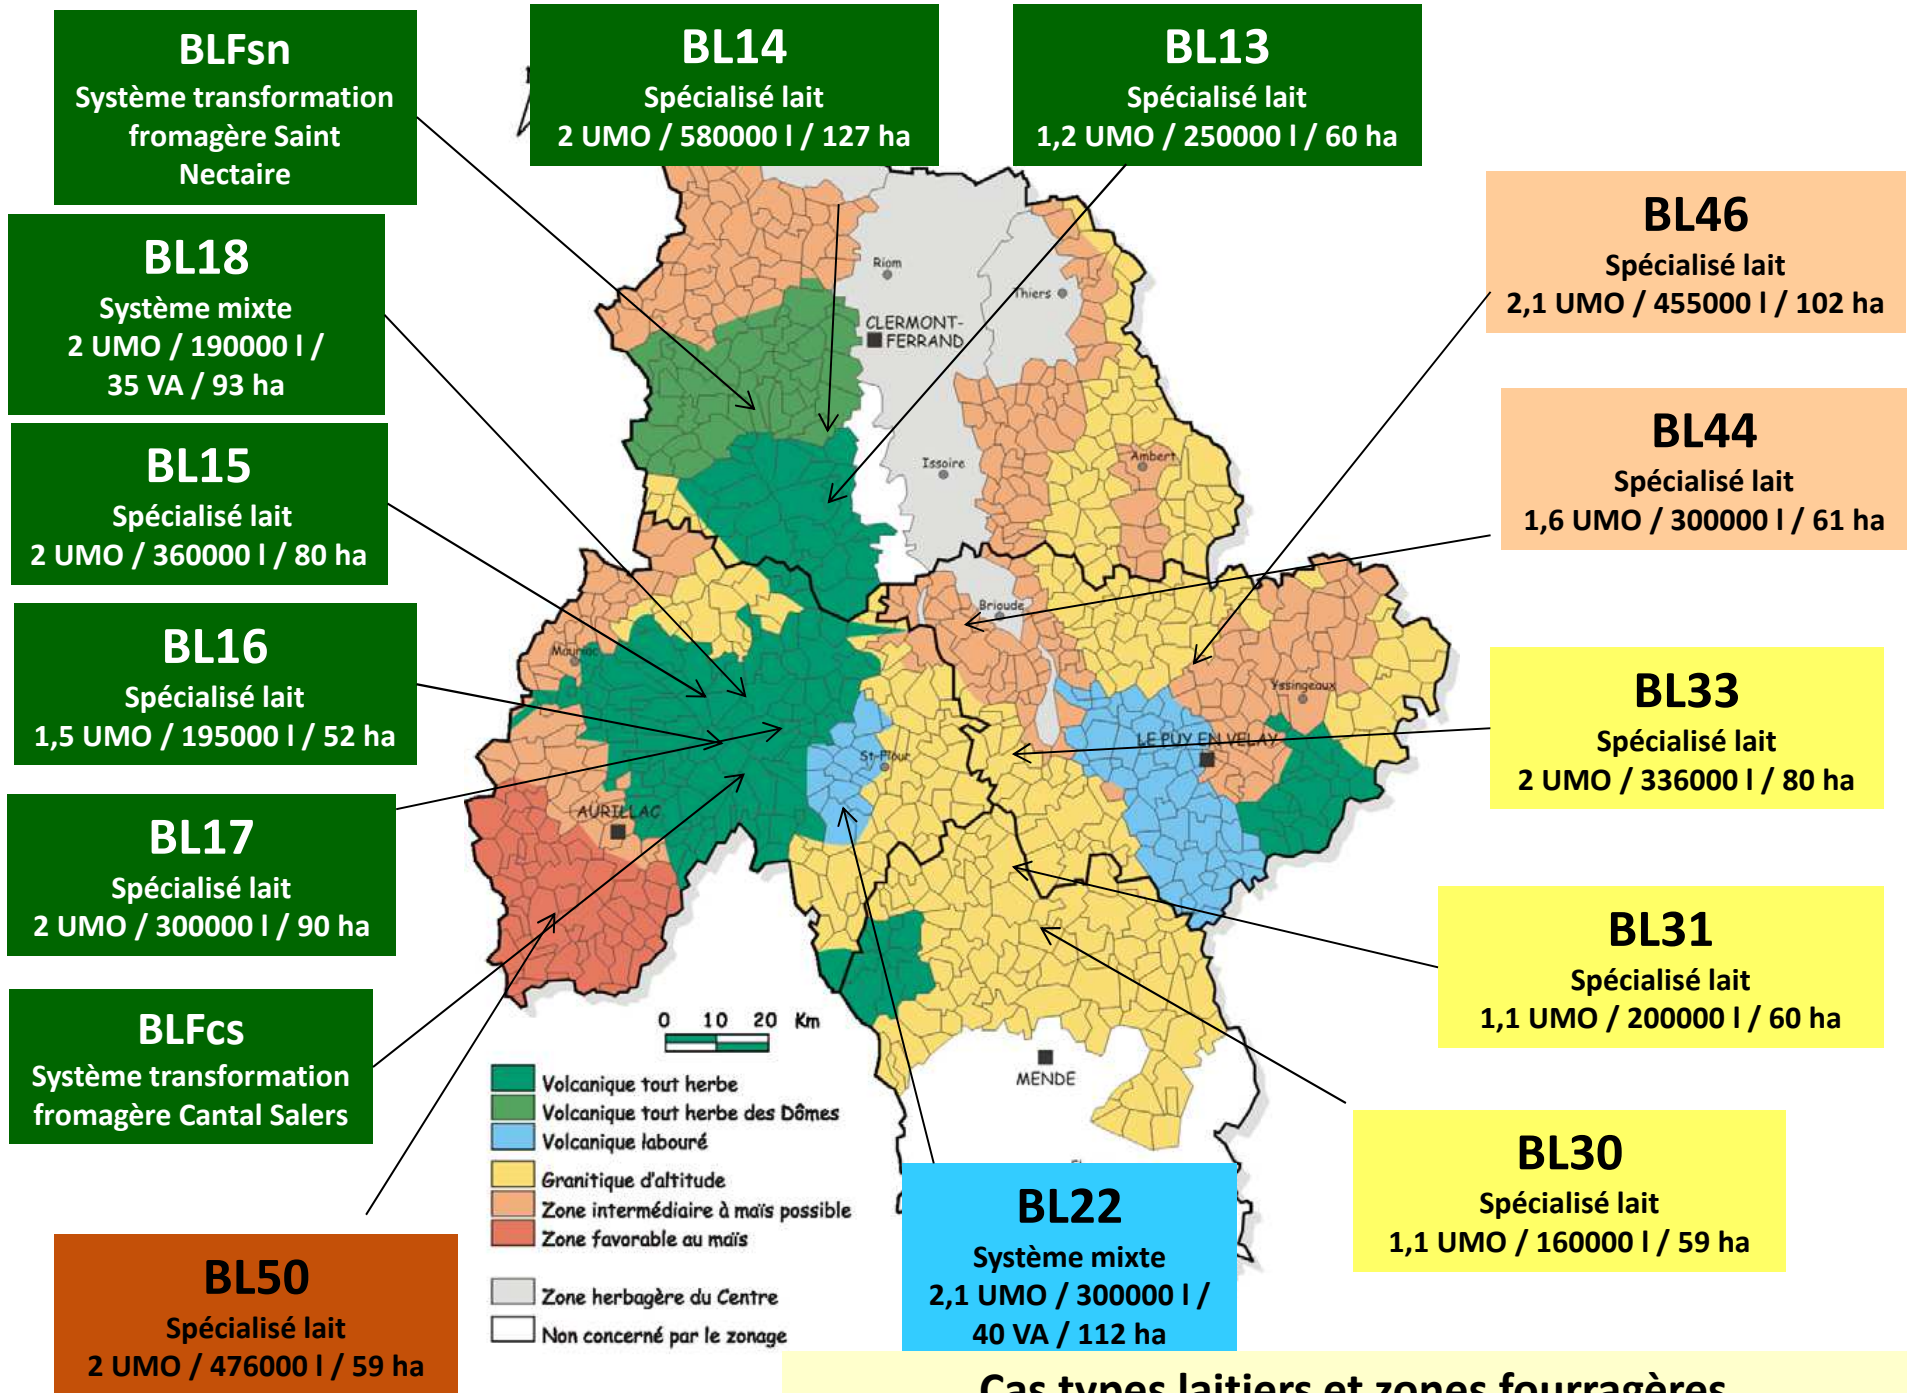 BLFsn
Système transformation
fromagère Saint
Nectaire
BL14
Spécialisé lait
2 UMO / 580000 l / 127 ha
BL13
Spécialisé lait
1,2 UMO / 250000 l / 60 ha
BL18
Système mixte
2 UMO / 190000 l /
35 VA / 93 ha
BL46
Spécialisé lait
2,1 UMO / 455000 l / 102 ha
BL15
Spécialisé lait
2 UMO / 360000 l / 80 ha
BL44
Spécialisé lait
1,6 UMO / 300000 l / 61 ha
BL16
Spécialisé lait
1,5 UMO / 195000 l / 52 ha
BL33
Spécialisé lait
2 UMO / 336000 l / 80 ha
BL17
Spécialisé lait
2 UMO / 300000 l / 90 ha
BL31
Spécialisé lait
1,1 UMO / 200000 l / 60 ha
BLFcs
Système transformation
fromagère Cantal Salers
BL30
Spécialisé lait
1,1 UMO / 160000 l / 59 ha
BL50
Spécialisé lait
2 UMO / 476000 l / 59 ha
BL22
Système mixte
2,1 UMO / 300000 l /
40 VA / 112 ha
Riom
Thiers
CLERMONT-
FERRAND
Issoire
Ambert
Brioude
Mauriac
Yssingeaux
LE PUY EN VELAY
St-Flour
AURILLAC
MENDE
0 10 20 Km
Volcanique tout herbe
Volcanique tout herbe des Dômes
Volcanique labouré
Granitique d'altitude
Zone intermédiaire à maïs possible
Zone favorable au maïs
Zone herbagère du Centre
Non concerné par le zonage
Cas types laitiers et zones fourragères